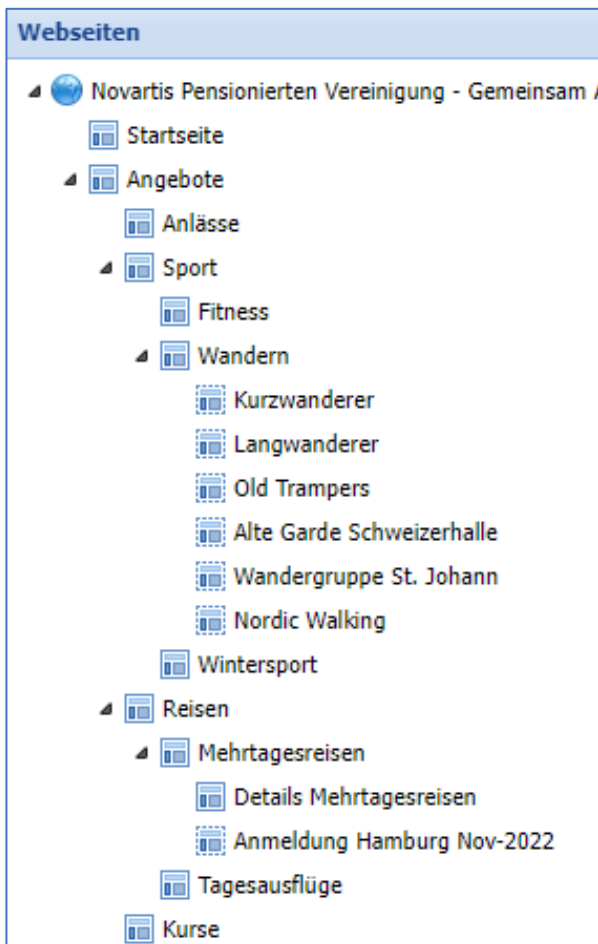 Webseiten
Novartis Pensionierten Vereinigung - Gemeinsam
Startseite
Angebote
Anlässe
Sport
Fitness
Wandern
Kurzwanderer
Langwanderer
Old Trampers
Alte Garde Schweizerhalle
Wandergruppe St. Johann
Nordic Walking
Wintersport
Reisen
Mehrtagesreisen
Details Mehrtagesreisen
Anmeldung Hamburg Nov-2022
Tagesausflüge
Kurse